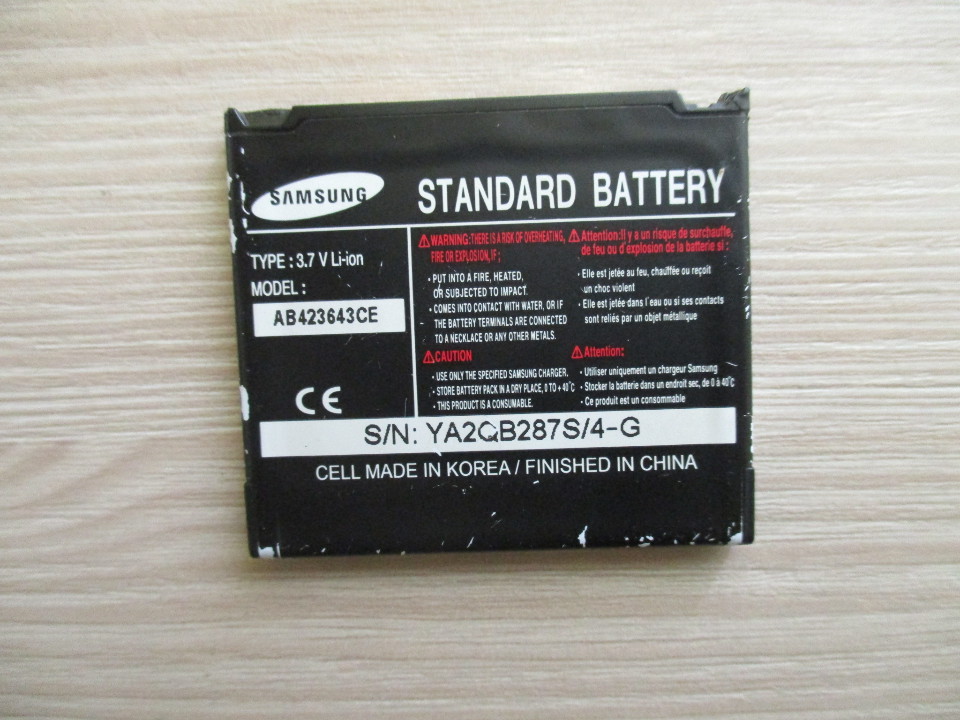 SAMSUNG
STANDARD BATTERY
TYPE : 3.7 V Li-ion
MODEL :
AB423643CE
CE
WARNING: THERE IS A RISK OF OVERHEATING,
FIRE OR EXPLOSION, IF ;
· PUT INTO A FIRE, HEATED,
OR SUBJECTED TO IMPACT.
· COMES INTO CONTACT WITH WATER, OR IF
THE BATTERY TERMINALS ARE CONNECTED
TO A NECKLACE OR ANY OTHER METALS.
CAUTION
· USE ONLY THE SPECIFIED SAMSUNG CHARGER.
· STORE BATTERY PACK IN A DRY PLACE, 0 TO + 40°C
· THIS PRODUCT IS A CONSUMABLE.
Attention:il y a un risque de surchauffe,
de feu ou d'explosion de la batterie si :
· Elle est jetée au feu, chauffée ou reçoit
un choc violent
· Elle est jetée dans l'eau ou si ses contacts
sont reliés par un objet métallique
Attention:
· Utiliser uniquement un chargeur Samsung
· Stocker la batterie dans un endroit sec, de 0 à 40°C
· Ce produit est un consommable
S/N: YA2QB287S/4-G
CELL MADE IN KOREA / FINISHED IN CHINA